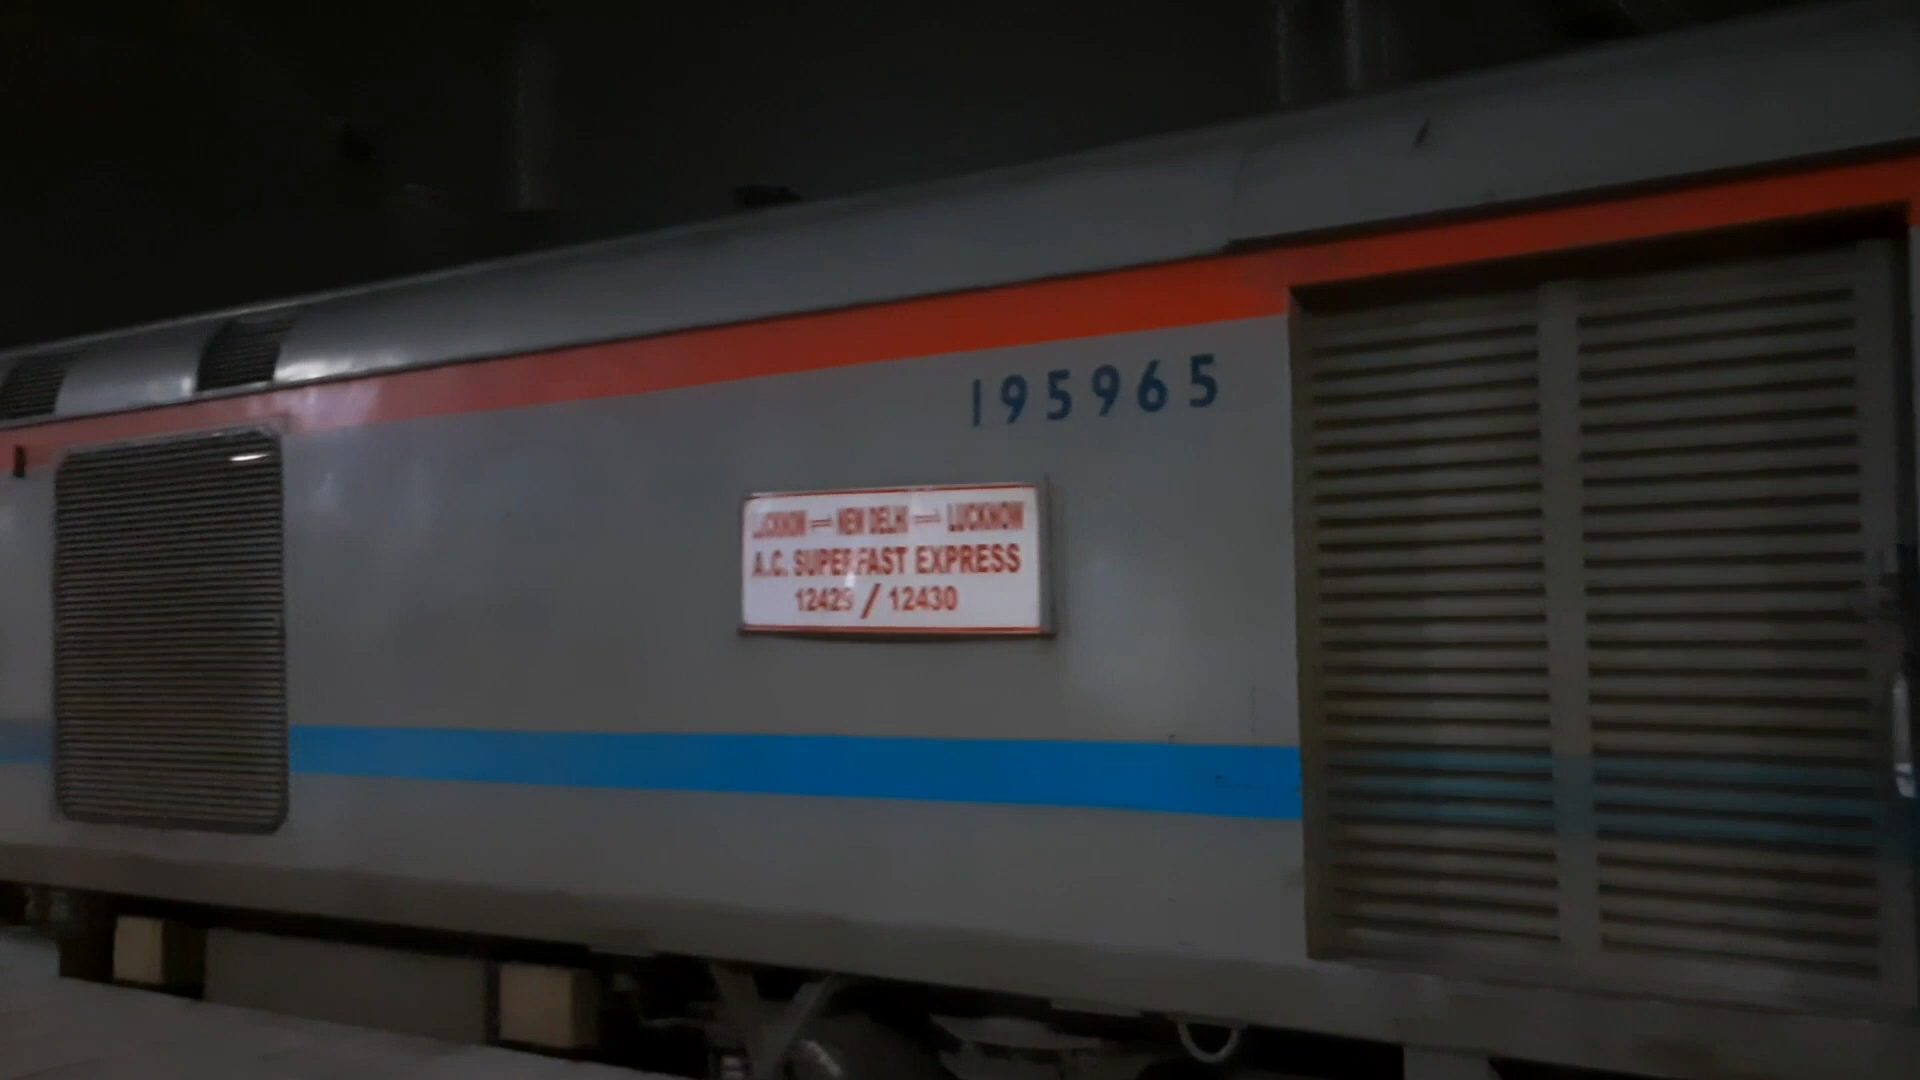 195965
LUCKNOW ⇌ NEW DELHI ⇌ LUCKNOW
A.C. SUPERFAST EXPRESS
12429 / 12430